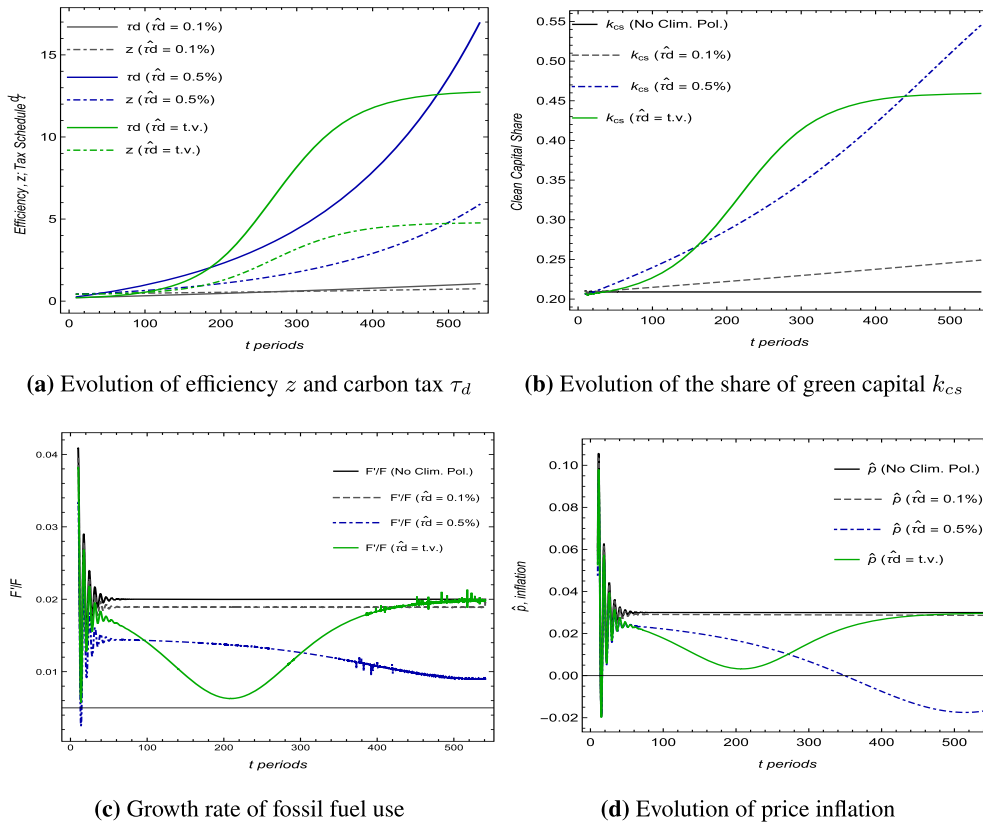 τd (τ̂d = 0.1%)
z (τ̂d = 0.1%)
τd (τ̂d = 0.5%)
z (τ̂d = 0.5%)
τd (τ̂d = t.v.)
z (τ̂d = t.v.)
15
10
5
0
Efficiency, z; Tax Schedule
0 100 200 300 400 500
t periods
(a) Evolution of efficiency z and carbon tax τd
kcs (No Clim. Pol.)
kcs (τ̂d = 0.1%)
kcs (τ̂d = 0.5%)
kcs (τ̂d = t.v.)
0.55
0.50
0.45
0.40
0.35
0.30
0.25
0.20
Clean Capital Share
0 100 200 300 400 500
t periods
(b) Evolution of the share of green capital kcs
F'/F (No Clim. Pol.)
F'/F (τ̂d = 0.1%)
F'/F (τ̂d = 0.5%)
F'/F (τ̂d = t.v.)
0.04
0.03
0.02
0.01
F'/F
0 100 200 300 400 500
t periods
(c) Growth rate of fossil fuel use
p̂ (No Clim. Pol.)
p̂ (τ̂d = 0.1%)
p̂ (τ̂d = 0.5%)
p̂ (τ̂d = t.v.)
0.10
0.08
0.06
0.04
0.02
0.00
−0.02
p̂, inflation
0 100 200 300 400 500
t periods
(d) Evolution of price inflation